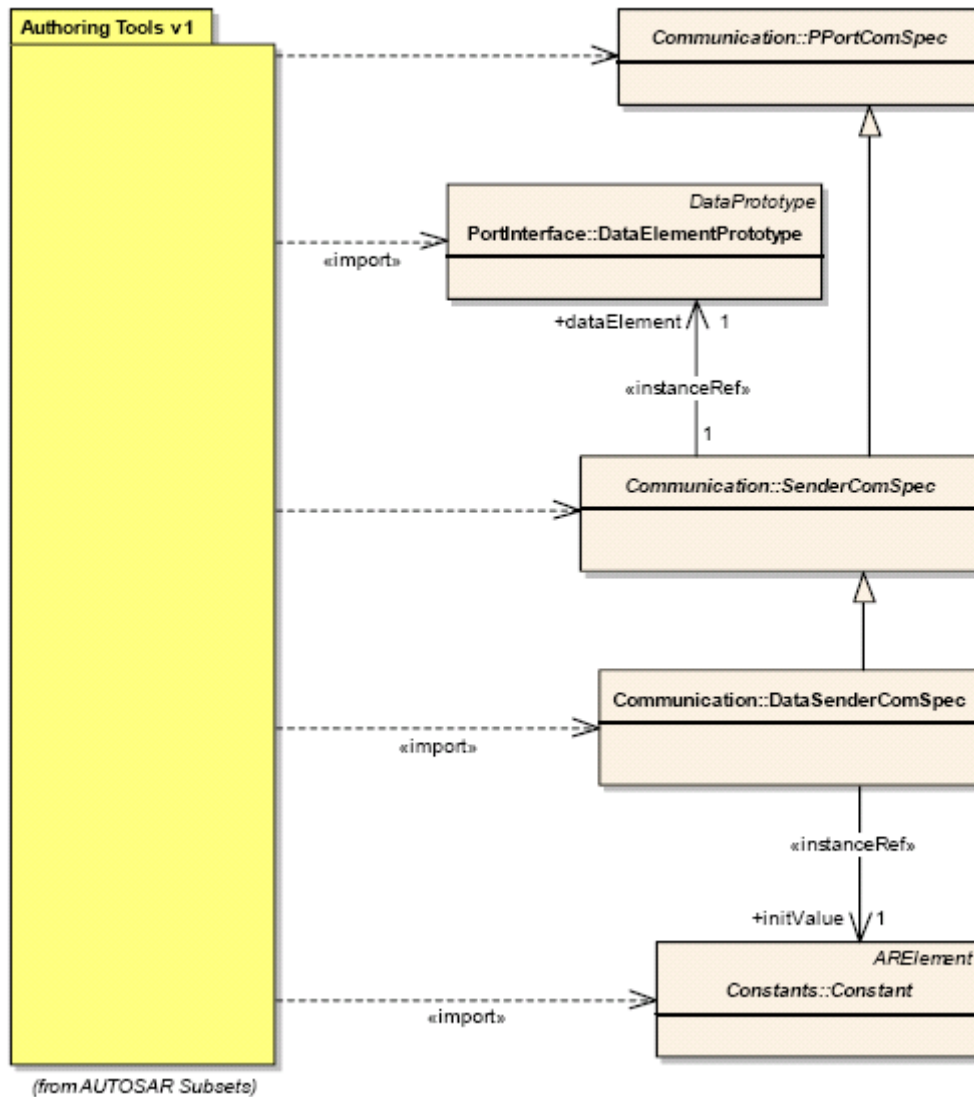 Authoring Tools v1
Communication::PPortComSpec
DataPrototype
PortInterface::DataElementPrototype
«import»
+dataElement 1
«instanceRef»
1
Communication::SenderComSpec
Communication::DataSenderComSpec
«import»
«instanceRef»
+initValue 1
ARElement
Constants::Constant
«import»
(from AUTOSAR Subsets)